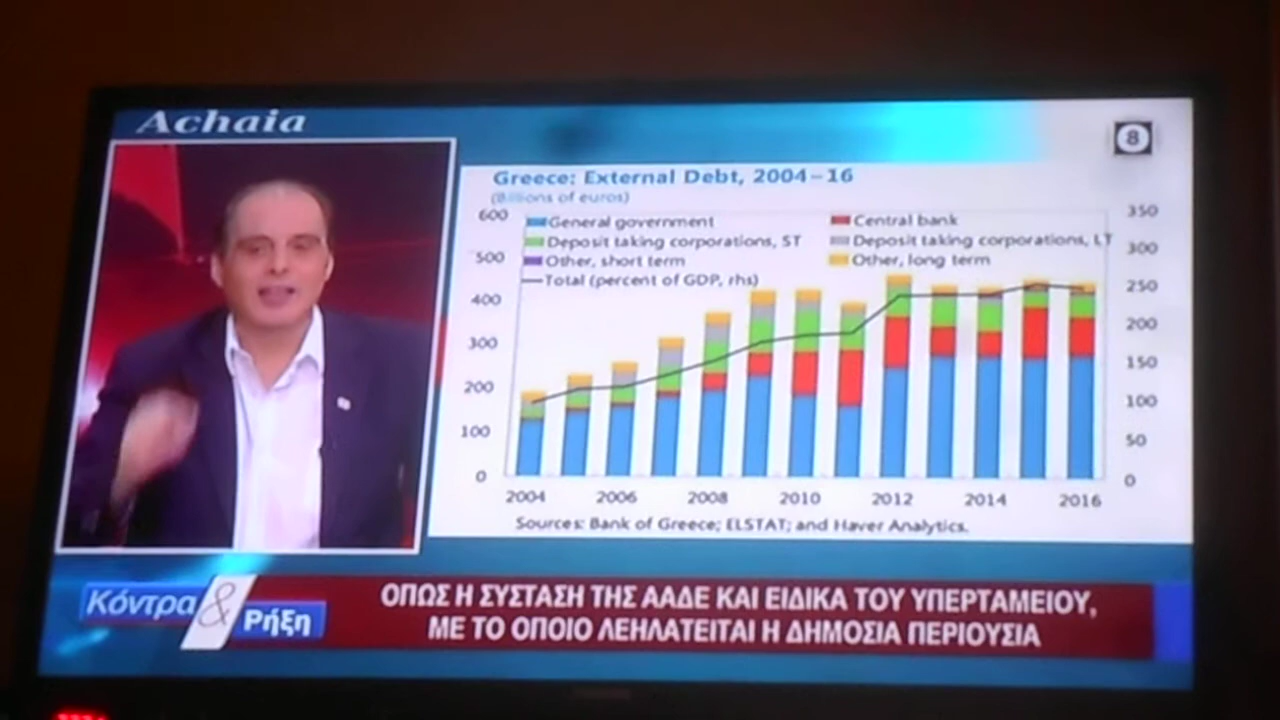 Achaia
8
Greece: External Debt, 2004–16
(Billions of euros)
600
350
General government
Central bank
Deposit taking corporations, ST
Deposit taking corporations, LT
300
500
Other, short term
Other, long term
Total (percent of GDP, rhs)
250
400
200
300
150
200
100
100
50
0
0
2004 2006 2008 2010 2012 2014 2016
Sources: Bank of Greece; ELSTAT; and Haver Analytics.
Κόντρα & Ρήξη
ΟΠΩΣ Η ΣΥΣΤΑΣΗ ΤΗΣ ΑΑΔΕ ΚΑΙ ΕΙΔΙΚΑ ΤΟΥ ΥΠΕΡΤΑΜΕΙΟΥ,
ΜΕ ΤΟ ΟΠΟΙΟ ΛΕΗΛΑΤΕΙΤΑΙ Η ΔΗΜΟΣΙΑ ΠΕΡΙΟΥΣΙΑ